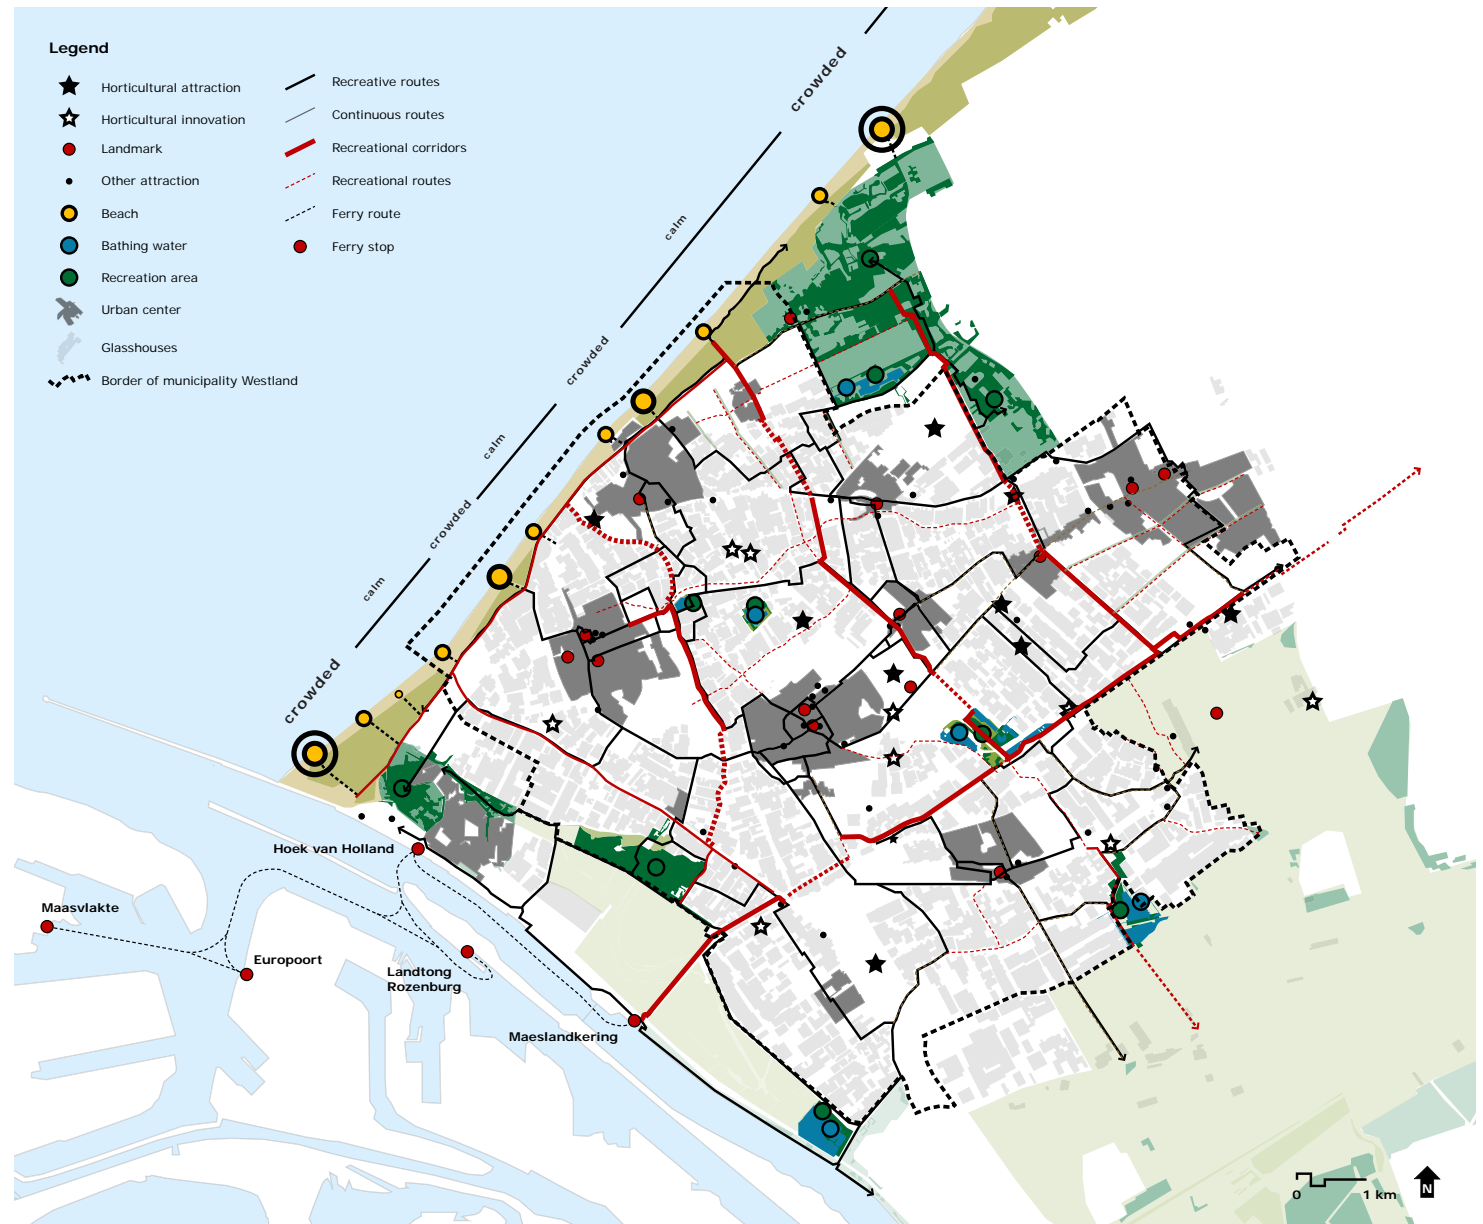 Legend
Horticultural attraction
Horticultural innovation
Landmark
Other attraction
Beach
Bathing water
Recreation area
Urban center
Glasshouses
Border of municipality Westland
Recreative routes
Continuous routes
Recreational corridors
Recreational routes
Ferry route
Ferry stop
crowded
calm
crowded
calm
crowded
calm
crowded
Hoek van Holland
Maasvlakte
Europoort
Landtong
Rozenburg
Maeslandkering
0 1 km
N